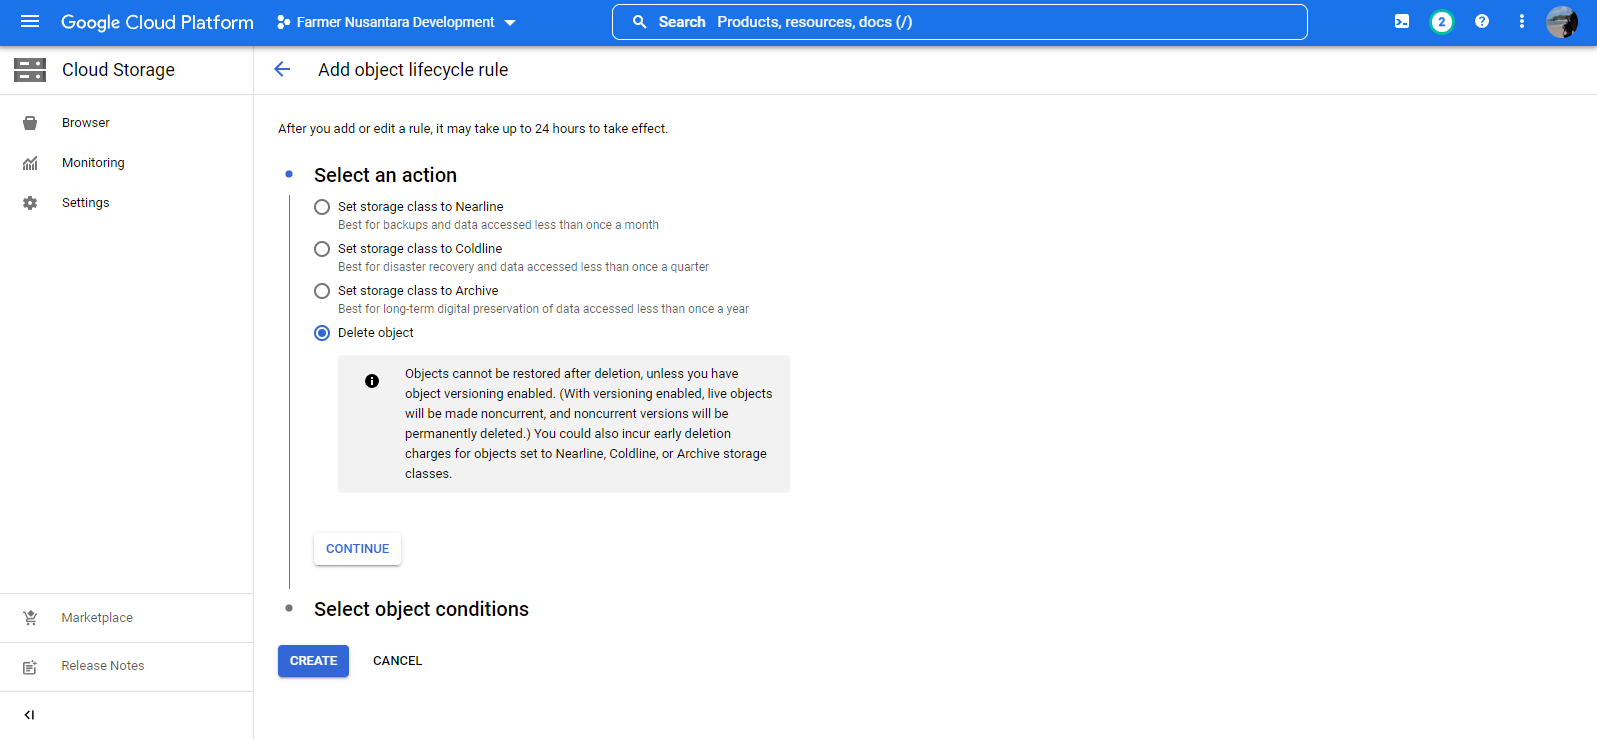 Google Cloud Platform
Farmer Nusantara Development
Search Products, resources, docs (/)
2
Cloud Storage
Add object lifecycle rule
Browser
Monitoring
Settings
After you add or edit a rule, it may take up to 24 hours to take effect.
Select an action
Set storage class to Nearline
Best for backups and data accessed less than once a month
Set storage class to Coldline
Best for disaster recovery and data accessed less than once a quarter
Set storage class to Archive
Best for long-term digital preservation of data accessed less than once a year
Delete object
Objects cannot be restored after deletion, unless you have
object versioning enabled. (With versioning enabled, live objects
will be made noncurrent, and noncurrent versions will be
permanently deleted.) You could also incur early deletion
charges for objects set to Nearline, Coldline, or Archive storage
classes.
CONTINUE
Select object conditions
CREATE
CANCEL
Marketplace
Release Notes